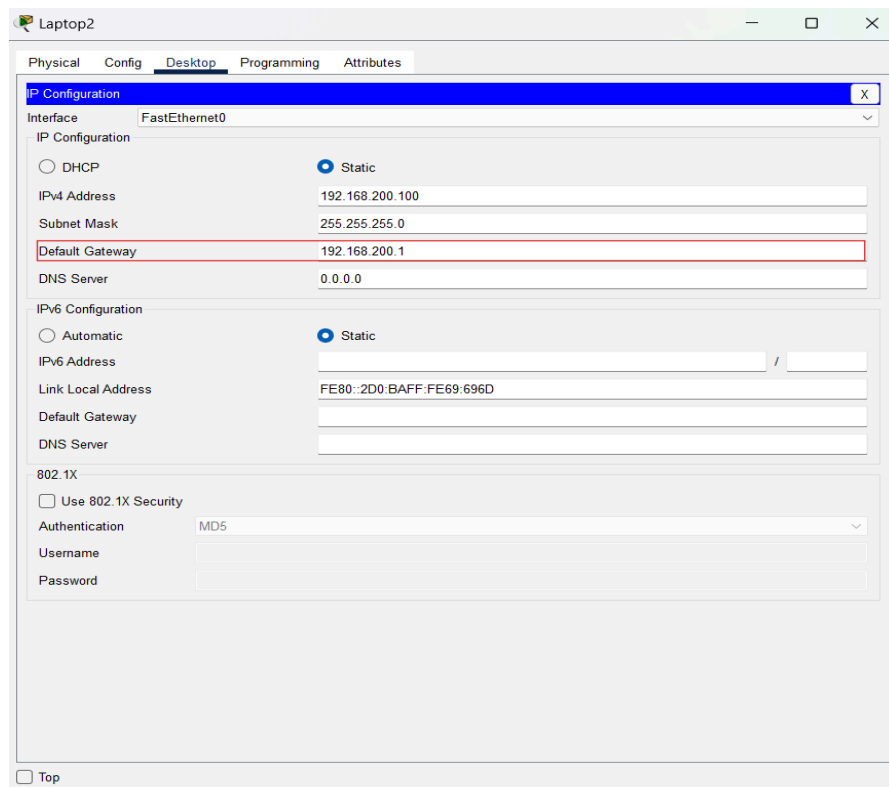 Laptop2
Physical Config Desktop Programming Attributes
IP Configuration X
Interface FastEthernet0
IP Configuration
DHCP Static
IPv4 Address 192.168.200.100
Subnet Mask 255.255.255.0
Default Gateway 192.168.200.1
DNS Server 0.0.0.0
IPv6 Configuration
Automatic Static
IPv6 Address /
Link Local Address FE80::2D0:BAFF:FE69:696D
Default Gateway
DNS Server
802.1X
Use 802.1X Security
Authentication MD5
Username
Password
Top